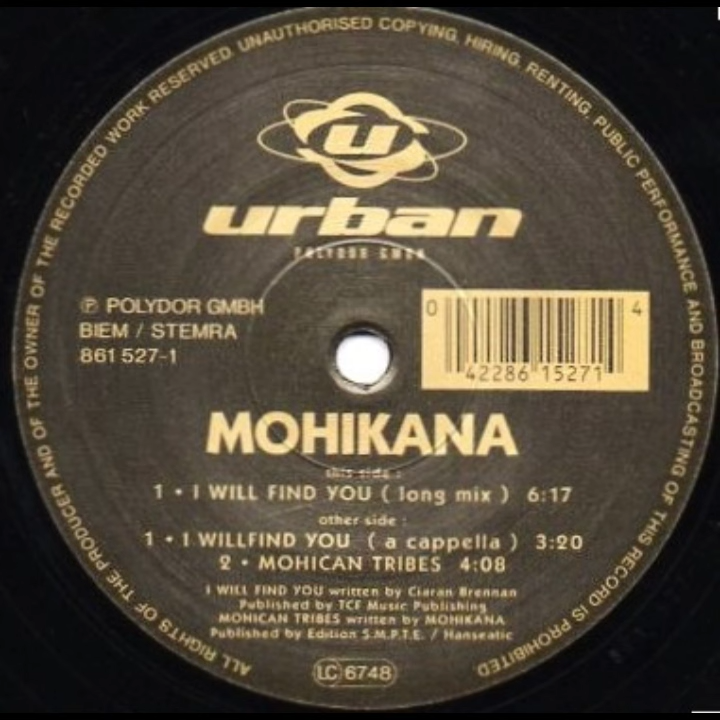 ALL RIGHTS OF THE PRODUCER AND OF THE OWNER OF THE RECORDED WORK RESERVED. UNAUTHORISED COPYING, HIRING, RENTING, PUBLIC PERFORMANCE AND BROADCASTING OF THIS RECORD IS PROHIBITED
u
urban
POLYDOR GMBH
℗ POLYDOR GMBH
BIEM / STEMRA
861 527-1
0 42286 15271 4
MOHIKANA
this side :
1 • I WILL FIND YOU ( long mix ) 6:17
other side :
1 • I WILLFIND YOU ( a cappella ) 3:20
2 • MOHICAN TRIBES 4:08
I WILL FIND YOU written by Ciaran Brennan
Published by TCF Music Publishing
MOHICAN TRIBES written by MOHIKANA
Published by Edition S.M.P.T.E. / Hanseatic
LC 6748